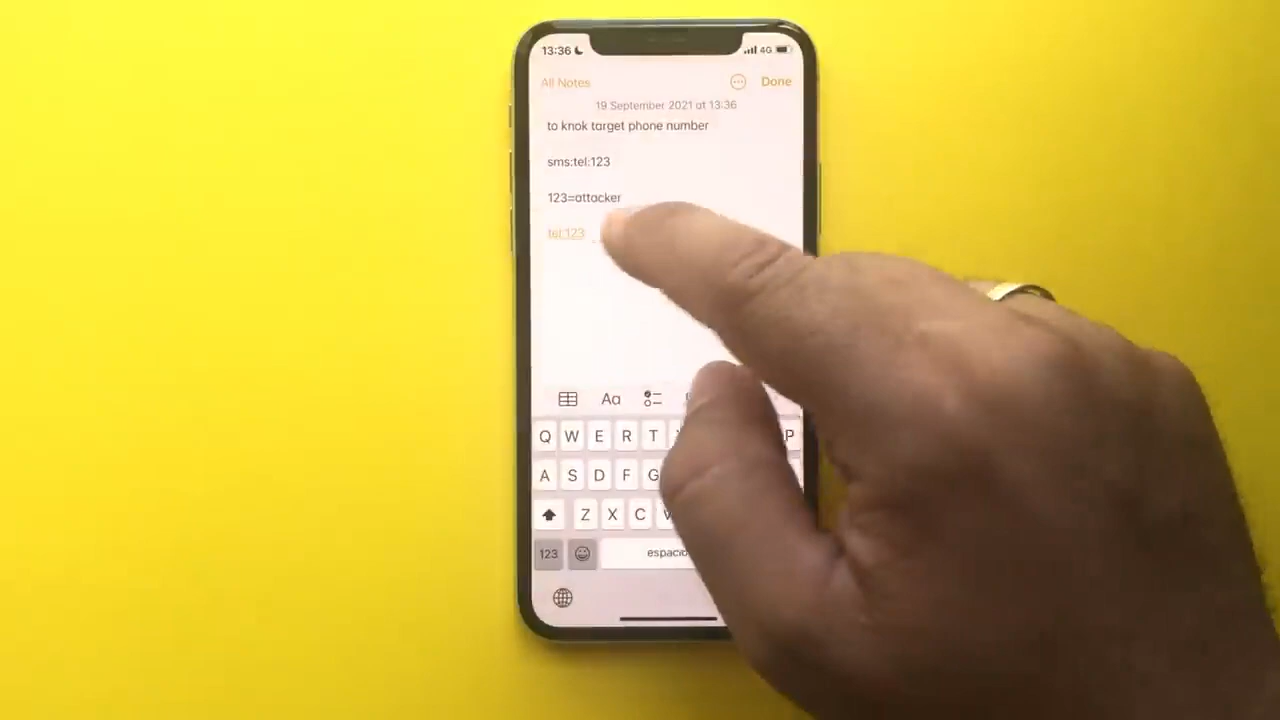 13:36
4G
All Notes
Done
19 September 2021 at 13:36
to knok target phone number
sms:tel:123
123=attacker
tel:123
Aa
Q W E R T P
A S D F G
Z X C
123
espacio